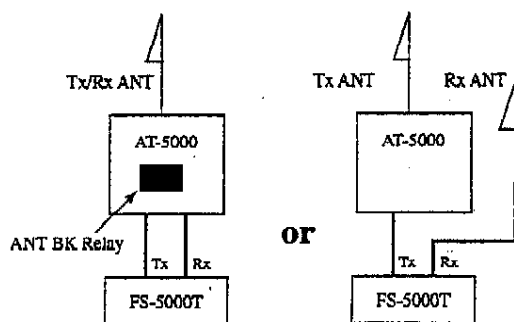 Tx/Rx ANT
AT-5000
ANT BK Relay
Tx Rx
FS-5000T
or
Tx ANT Rx ANT
AT-5000
Tx Rx
FS-5000T